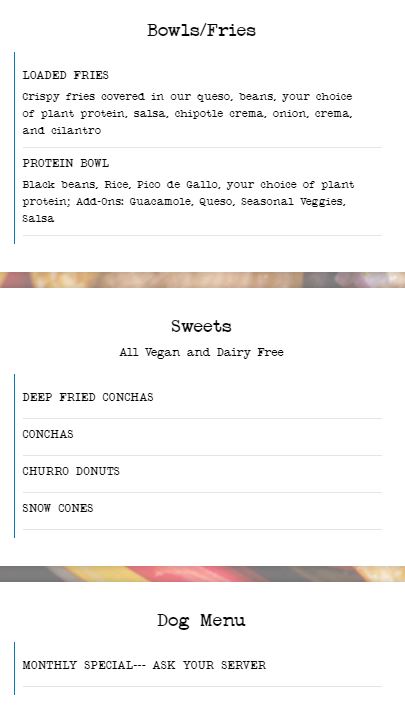 Bowls/Fries
LOADED FRIES
Crispy fries covered in our queso, beans, your choice
of plant protein, salsa, chipotle crema, onion, crema,
and cilantro
PROTEIN BOWL
Black beans, Rice, Pico de Gallo, your choice of plant
protein; Add-Ons: Guacamole, Queso, Seasonal Veggies,
Salsa
Sweets
All Vegan and Dairy Free
DEEP FRIED CONCHAS
CONCHAS
CHURRO DONUTS
SNOW CONES
Dog Menu
MONTHLY SPECIAL--- ASK YOUR SERVER